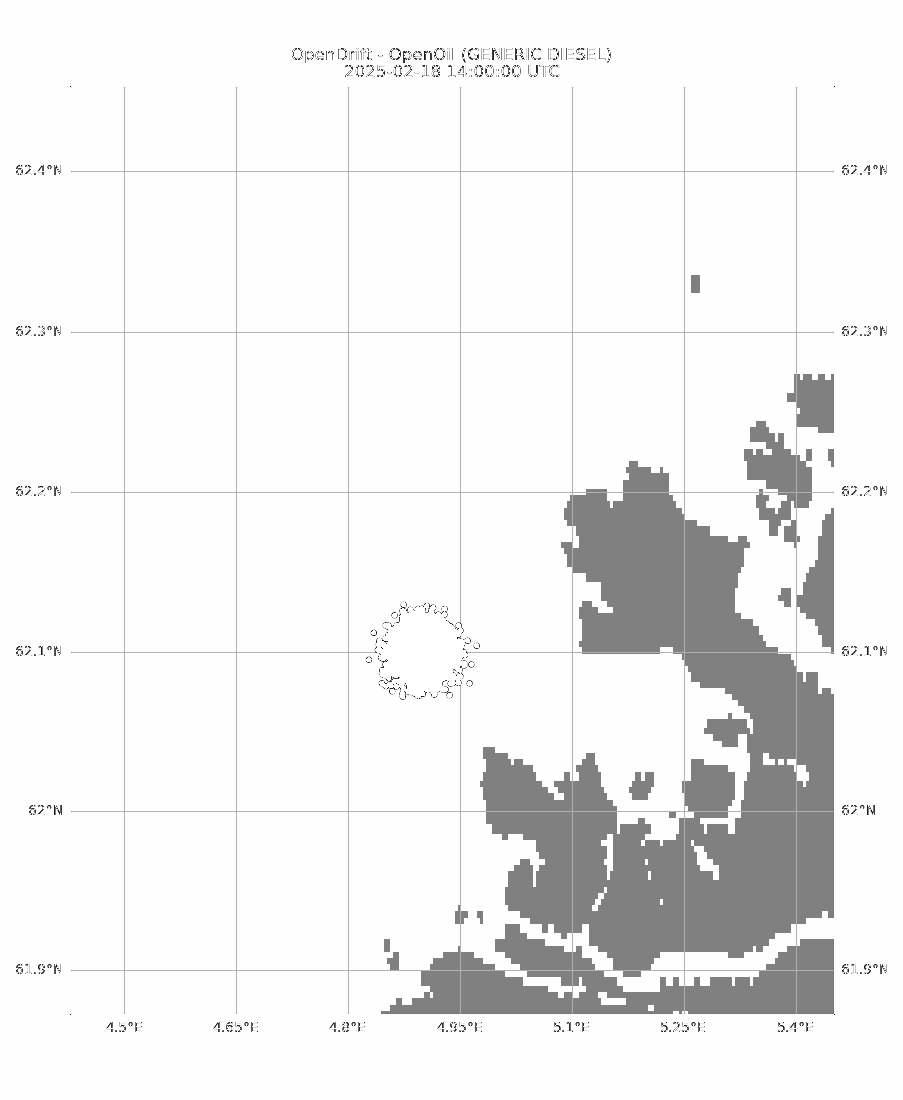 OpenDrift - OpenOil (GENERIC DIESEL)
2025-02-18 14:00:00 UTC
62.4°N 62.4°N
62.3°N 62.3°N
62.2°N 62.2°N
62.1°N 62.1°N
62°N 62°N
61.9°N 61.9°N
4.5°E 4.65°E 4.8°E 4.95°E 5.1°E 5.25°E 5.4°E